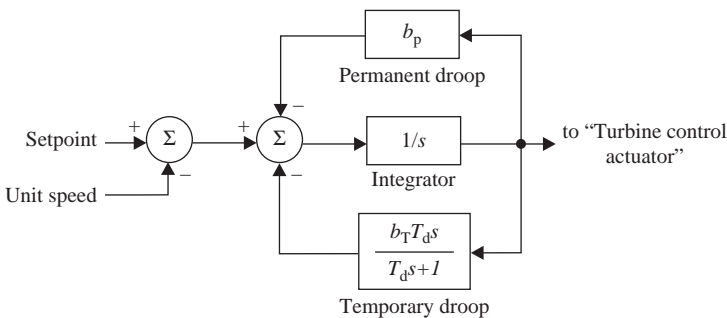 b_p
Permanent droop
−
+
Σ
+
Σ
Setpoint
1/s
to “Turbine control
actuator”
−
−
Integrator
Unit speed
b_T T_d s
T_d s+1
Temporary droop